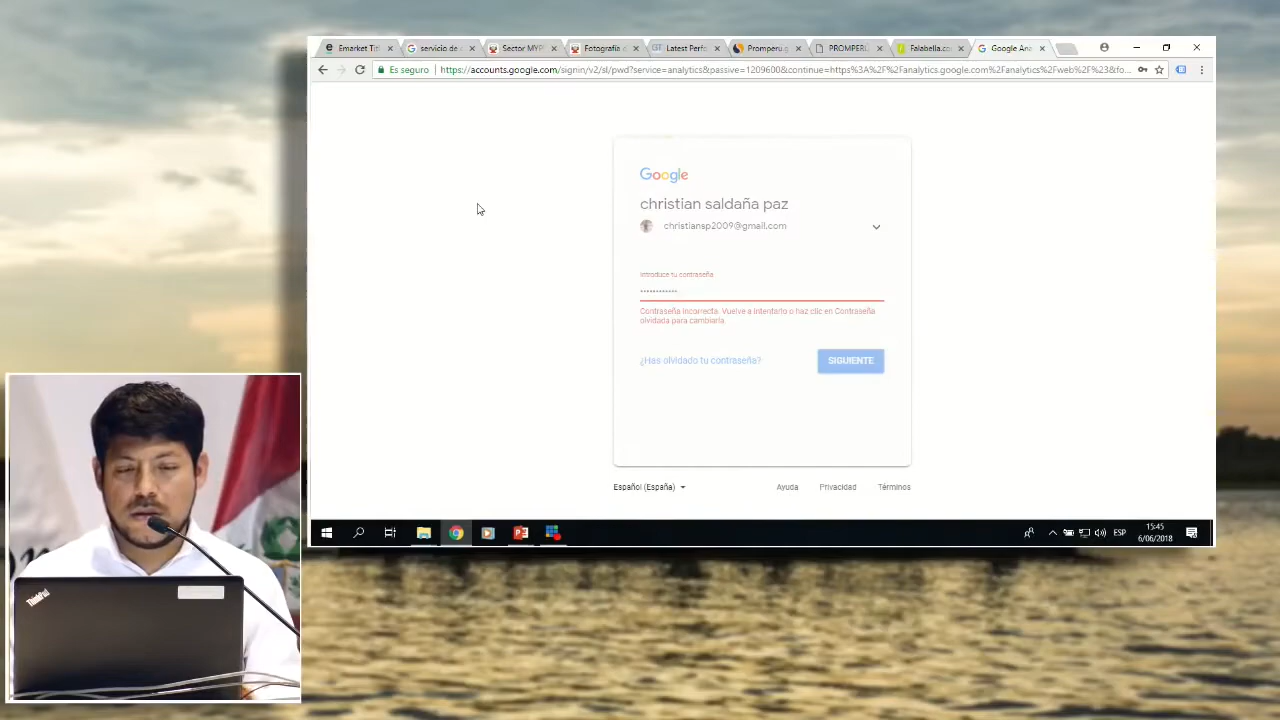 Emarket Titl
servicio de
Sector MYP
Fotografía d
Latest Perfo
Promperu.g
PROMPERÚ
Falabella.co
Google Ana
Es seguro
https://accounts.google.com/signin/v2/sl/pwd?service=analytics&passive=1209600&continue=https%3A%2F%2Fanalytics.google.com%2Fanalytics%2Fweb%2F%23&fo...
Google
christian saldaña paz
christiansp2009@gmail.com
Introduce tu contraseña
••••••••••••
Contraseña incorrecta. Vuelve a intentarlo o haz clic en Contraseña
olvidada para cambiarla.
¿Has olvidado tu contraseña?
SIGUIENTE
Español (España)
Ayuda
Privacidad
Términos
ESP
15:45
6/06/2018
ThinkPad